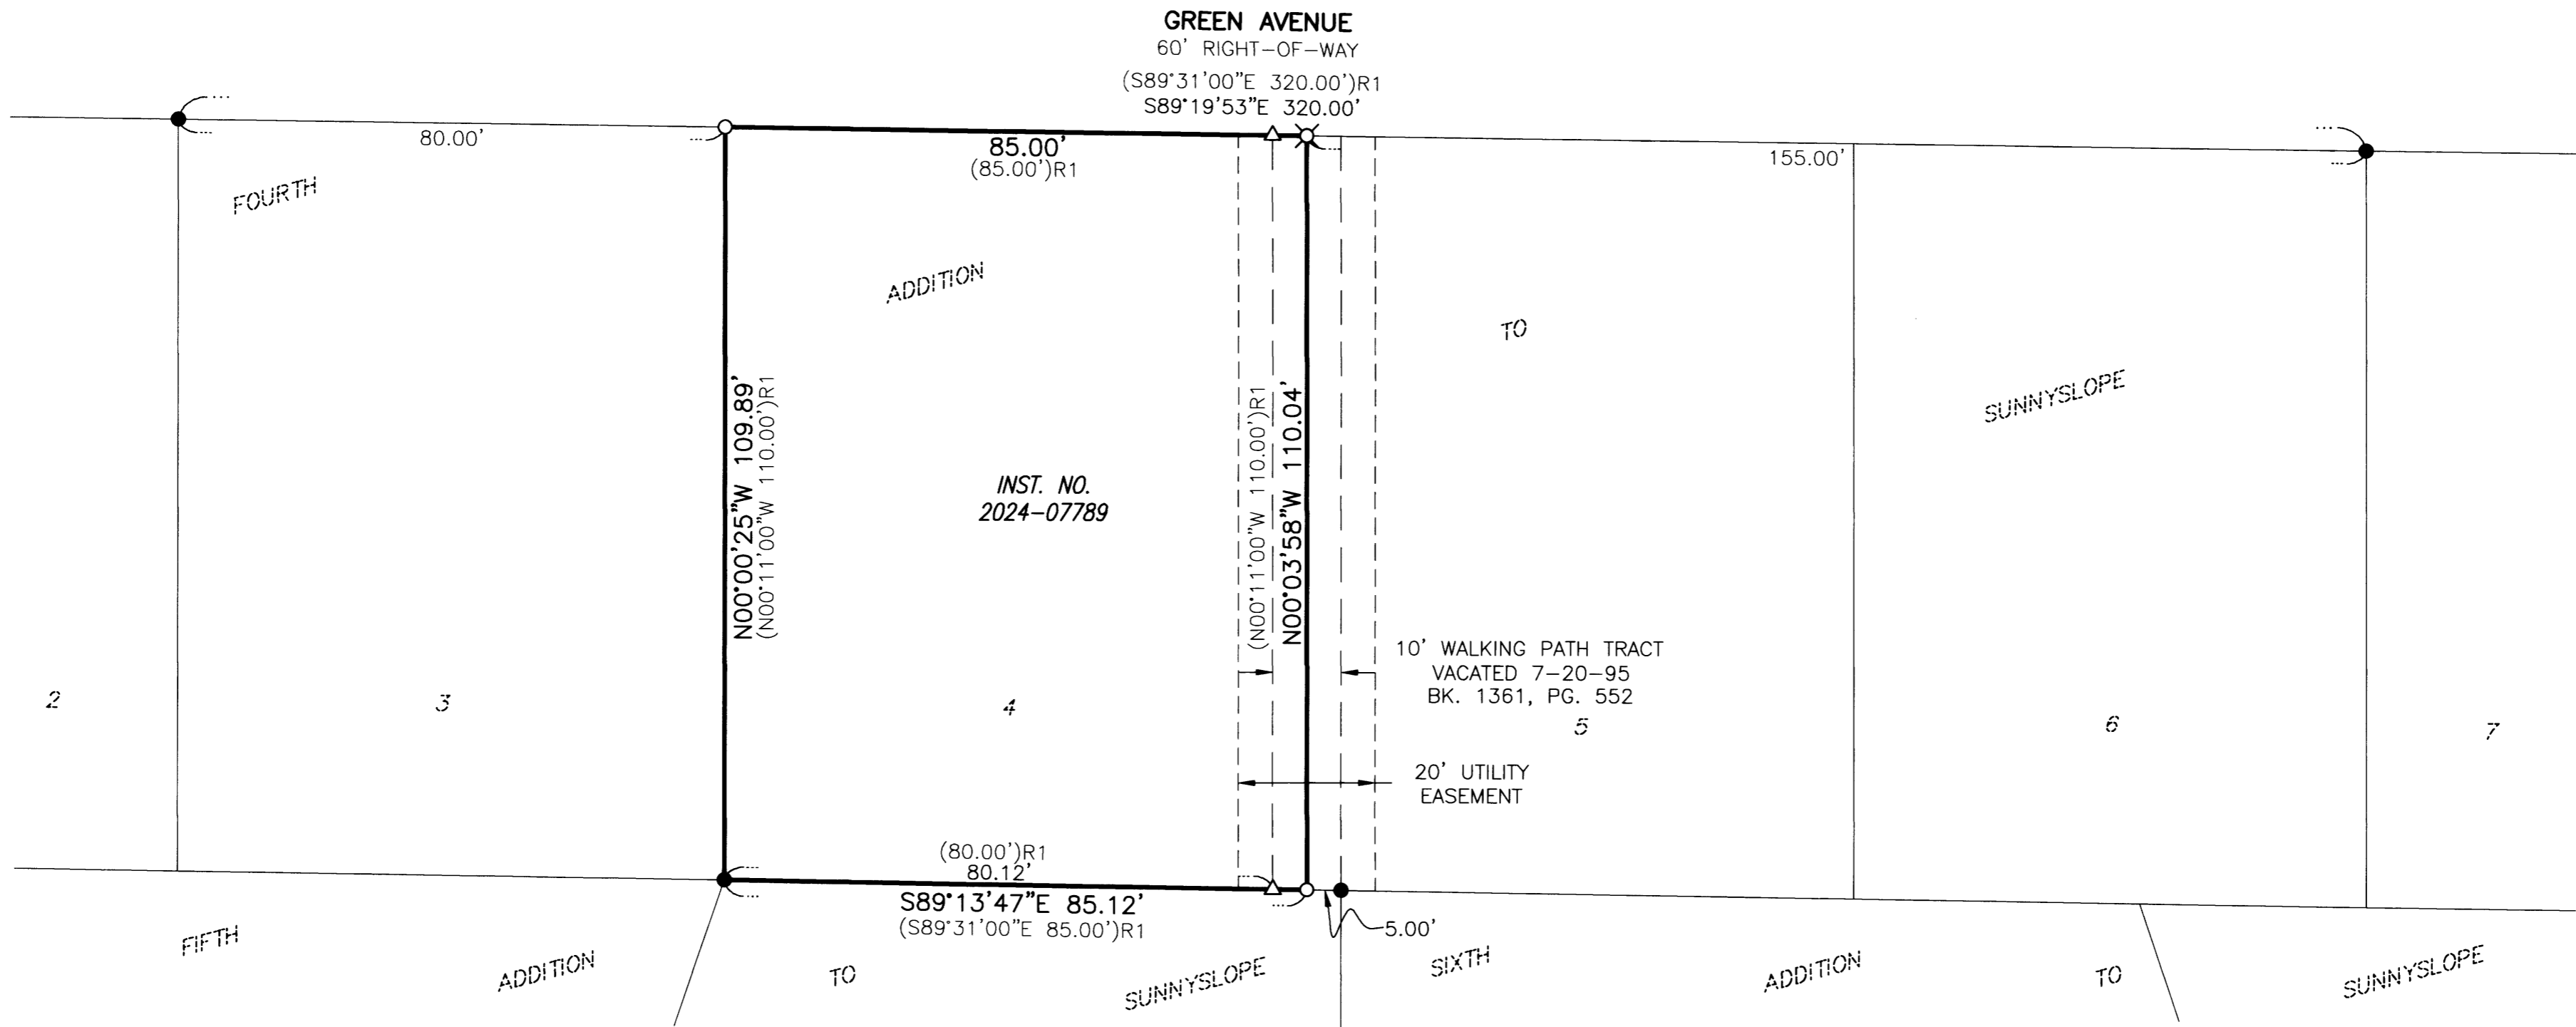 GREEN AVENUE
60' RIGHT-OF-WAY
(S89°31'00"E 320.00')R1
S89°19'53"E 320.00'
80.00'
85.00'
(85.00')R1
155.00'
FOURTH
ADDITION
TO
SUNNYSLOPE
N00°00'25"W 109.89'
(N00°11'00"W 110.00')R1
INST. NO.
2024-07789
(N00°11'00"W 110.00')R1
N00°03'58"W 110.04'
10' WALKING PATH TRACT
VACATED 7-20-95
BK. 1361, PG. 552
2
3
4
5
6
7
20' UTILITY
EASEMENT
(80.00')R1
80.12'
S89°13'47"E 85.12'
(S89°31'00"E 85.00')R1
5.00'
FIFTH
ADDITION
TO
SUNNYSLOPE
SIXTH
ADDITION
TO
SUNNYSLOPE